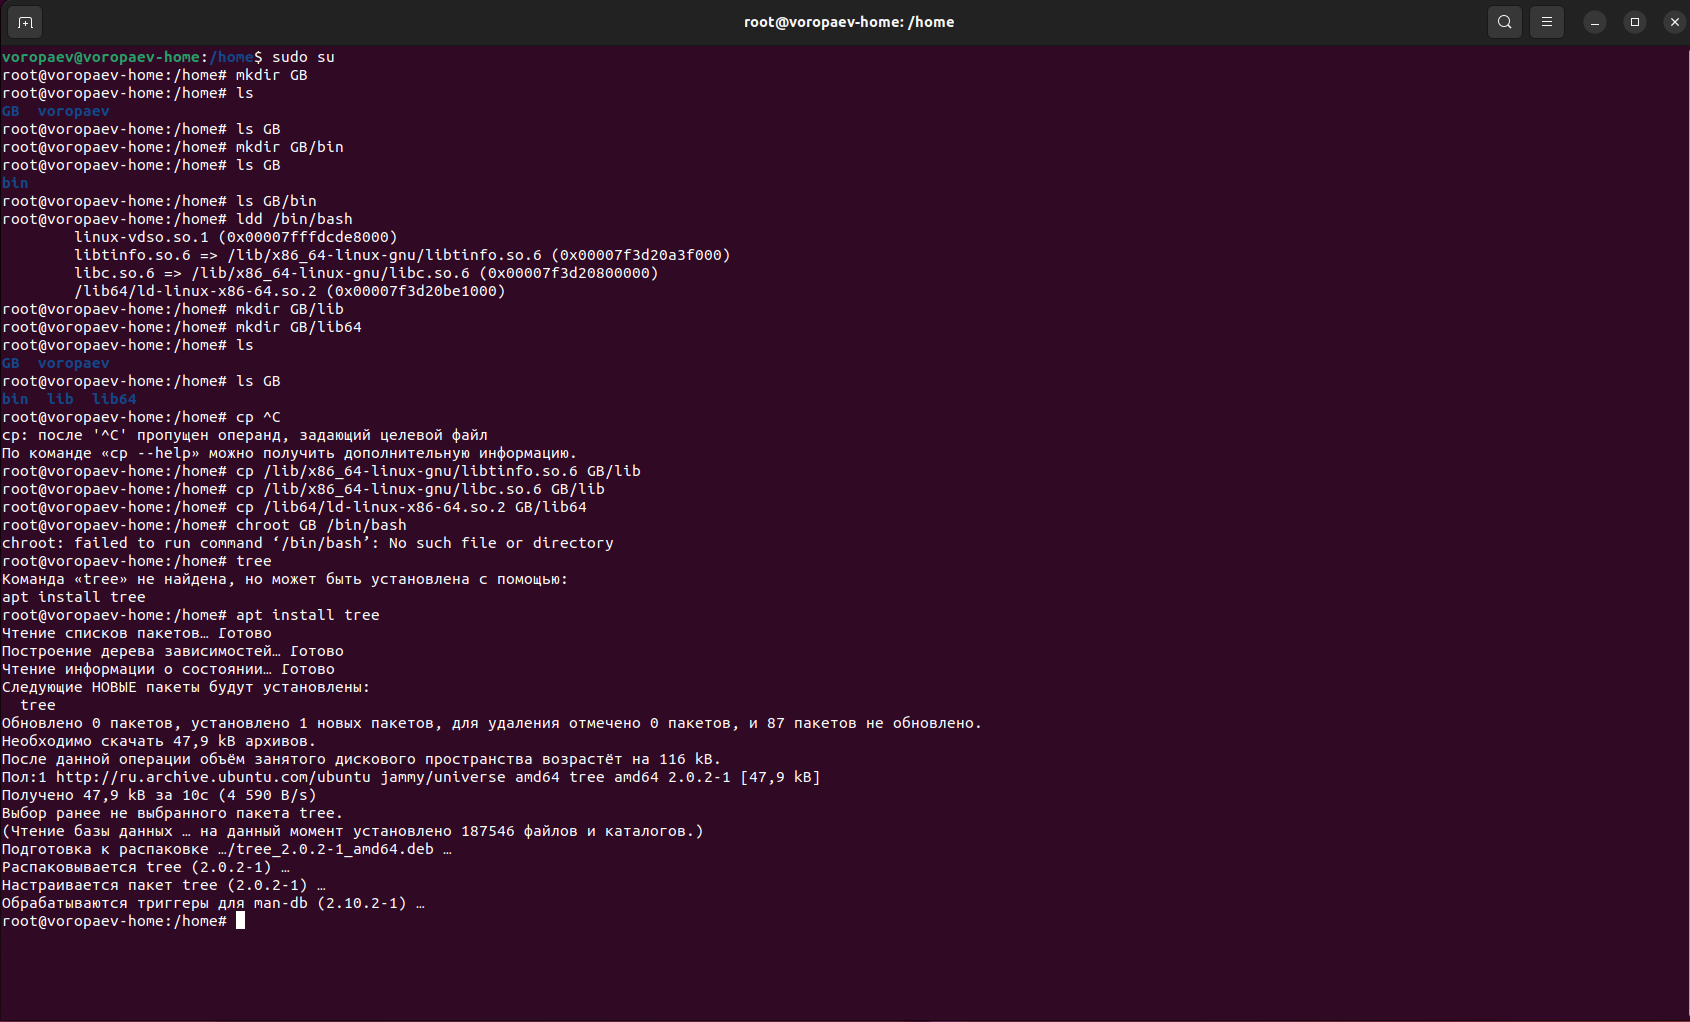 root@voropaev-home: /home
voropaev@voropaev-home:/home$ sudo su
root@voropaev-home:/home# mkdir GB
root@voropaev-home:/home# ls
GB  voropaev
root@voropaev-home:/home# ls GB
root@voropaev-home:/home# mkdir GB/bin
root@voropaev-home:/home# ls GB
bin
root@voropaev-home:/home# ls GB/bin
root@voropaev-home:/home# ldd /bin/bash
        linux-vdso.so.1 (0x00007fffdcde8000)
        libtinfo.so.6 => /lib/x86_64-linux-gnu/libtinfo.so.6 (0x00007f3d20a3f000)
        libc.so.6 => /lib/x86_64-linux-gnu/libc.so.6 (0x00007f3d20800000)
        /lib64/ld-linux-x86-64.so.2 (0x00007f3d20be1000)
root@voropaev-home:/home# mkdir GB/lib
root@voropaev-home:/home# mkdir GB/lib64
root@voropaev-home:/home# ls
GB  voropaev
root@voropaev-home:/home# ls GB
bin  lib  lib64
root@voropaev-home:/home# cp ^C
cp: после '^C' пропущен операнд, задающий целевой файл
По команде «cp --help» можно получить дополнительную информацию.
root@voropaev-home:/home# cp /lib/x86_64-linux-gnu/libtinfo.so.6 GB/lib
root@voropaev-home:/home# cp /lib/x86_64-linux-gnu/libc.so.6 GB/lib
root@voropaev-home:/home# cp /lib64/ld-linux-x86-64.so.2 GB/lib64
root@voropaev-home:/home# chroot GB /bin/bash
chroot: failed to run command ‘/bin/bash’: No such file or directory
root@voropaev-home:/home# tree
Команда «tree» не найдена, но может быть установлена с помощью:
apt install tree
root@voropaev-home:/home# apt install tree
Чтение списков пакетов… Готово
Построение дерева зависимостей… Готово
Чтение информации о состоянии… Готово
Следующие НОВЫЕ пакеты будут установлены:
  tree
Обновлено 0 пакетов, установлено 1 новых пакетов, для удаления отмечено 0 пакетов, и 87 пакетов не обновлено.
Необходимо скачать 47,9 kB архивов.
После данной операции объём занятого дискового пространства возрастёт на 116 kB.
Пол:1 http://ru.archive.ubuntu.com/ubuntu jammy/universe amd64 tree amd64 2.0.2-1 [47,9 kB]
Получено 47,9 kB за 10с (4 590 B/s)
Выбор ранее не выбранного пакета tree.
(Чтение базы данных … на данный момент установлено 187546 файлов и каталогов.)
Подготовка к распаковке …/tree_2.0.2-1_amd64.deb …
Распаковывается tree (2.0.2-1) …
Настраивается пакет tree (2.0.2-1) …
Обрабатываются триггеры для man-db (2.10.2-1) …
root@voropaev-home:/home#